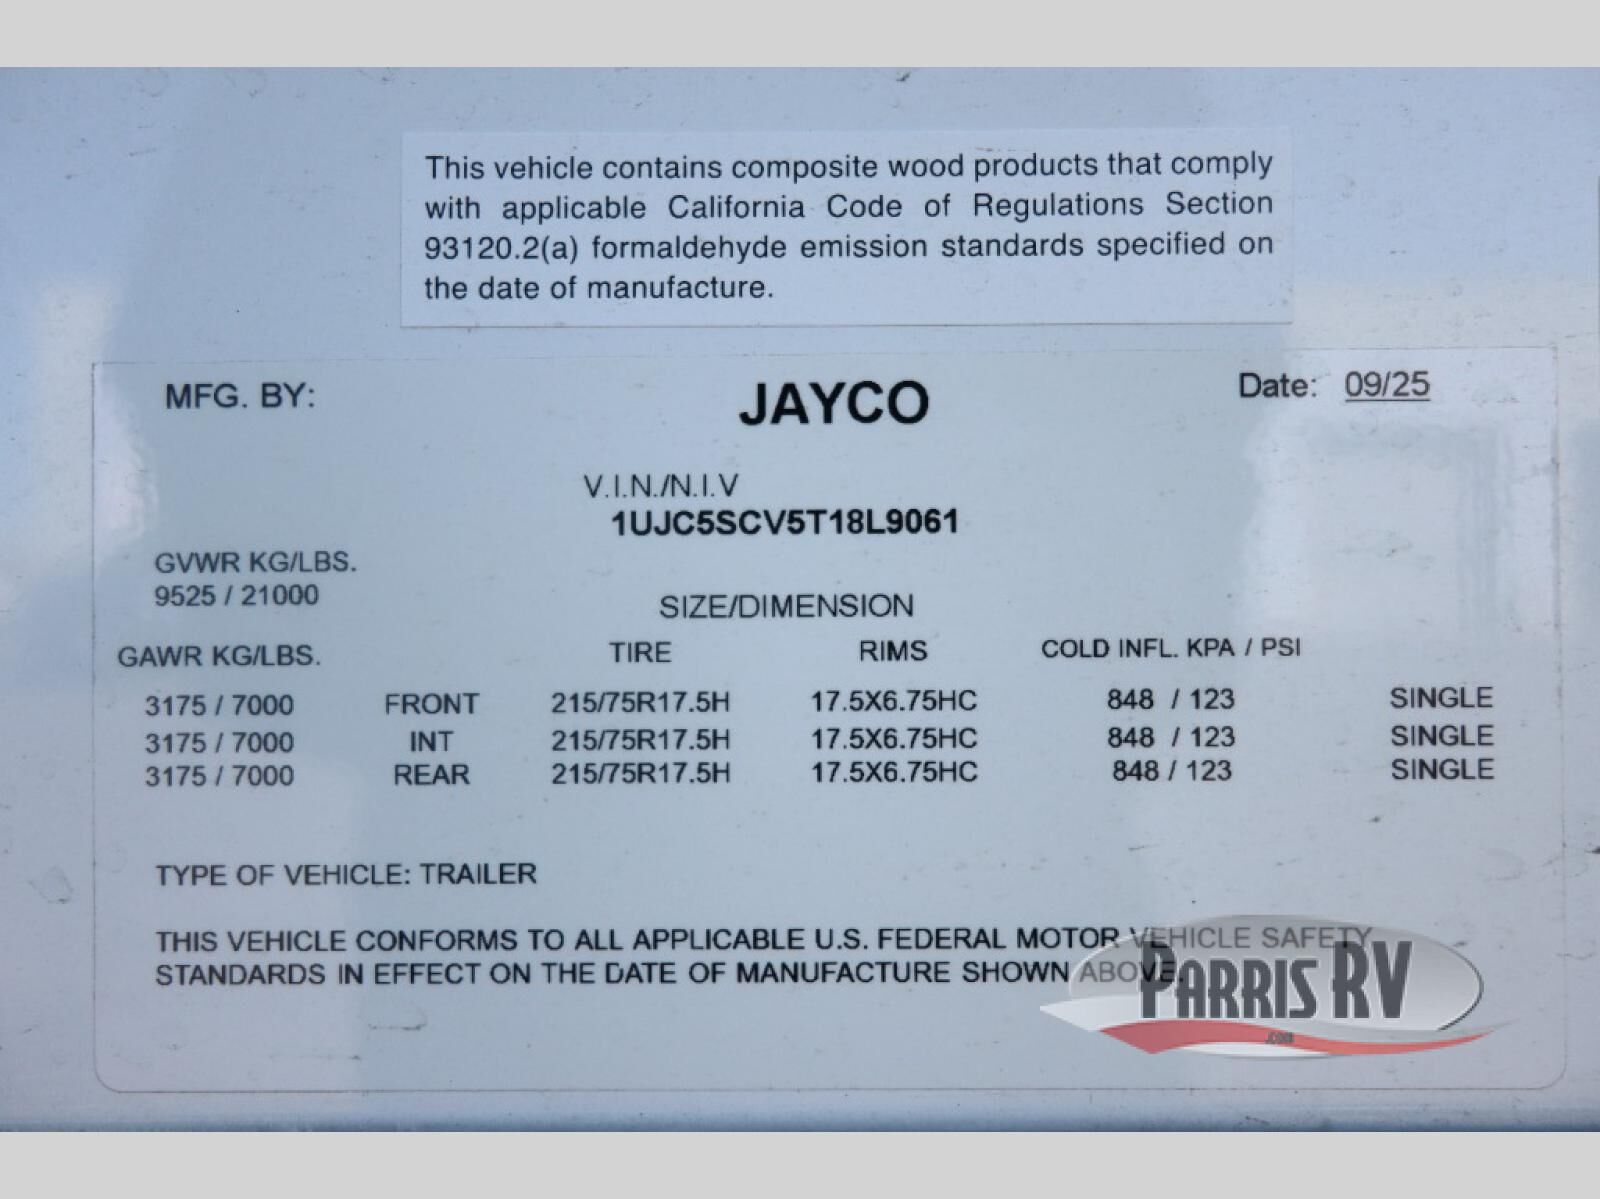 This vehicle contains composite wood products that comply
with applicable California Code of Regulations Section
93120.2(a) formaldehyde emission standards specified on
the date of manufacture.
MFG. BY: JAYCO Date: 09/25
V.I.N./N.I.V
1UJC5SCV5T18L9061
GVWR KG/LBS.
9525 / 21000
SIZE/DIMENSION
GAWR KG/LBS. TIRE RIMS COLD INFL. KPA / PSI
3175 / 7000 FRONT 215/75R17.5H 17.5X6.75HC 848 / 123 SINGLE
3175 / 7000 INT 215/75R17.5H 17.5X6.75HC 848 / 123 SINGLE
3175 / 7000 REAR 215/75R17.5H 17.5X6.75HC 848 / 123 SINGLE
TYPE OF VEHICLE: TRAILER
THIS VEHICLE CONFORMS TO ALL APPLICABLE U.S. FEDERAL MOTOR VEHICLE SAFETY
STANDARDS IN EFFECT ON THE DATE OF MANUFACTURE SHOWN ABOVE.
PARRIS RV
.COM